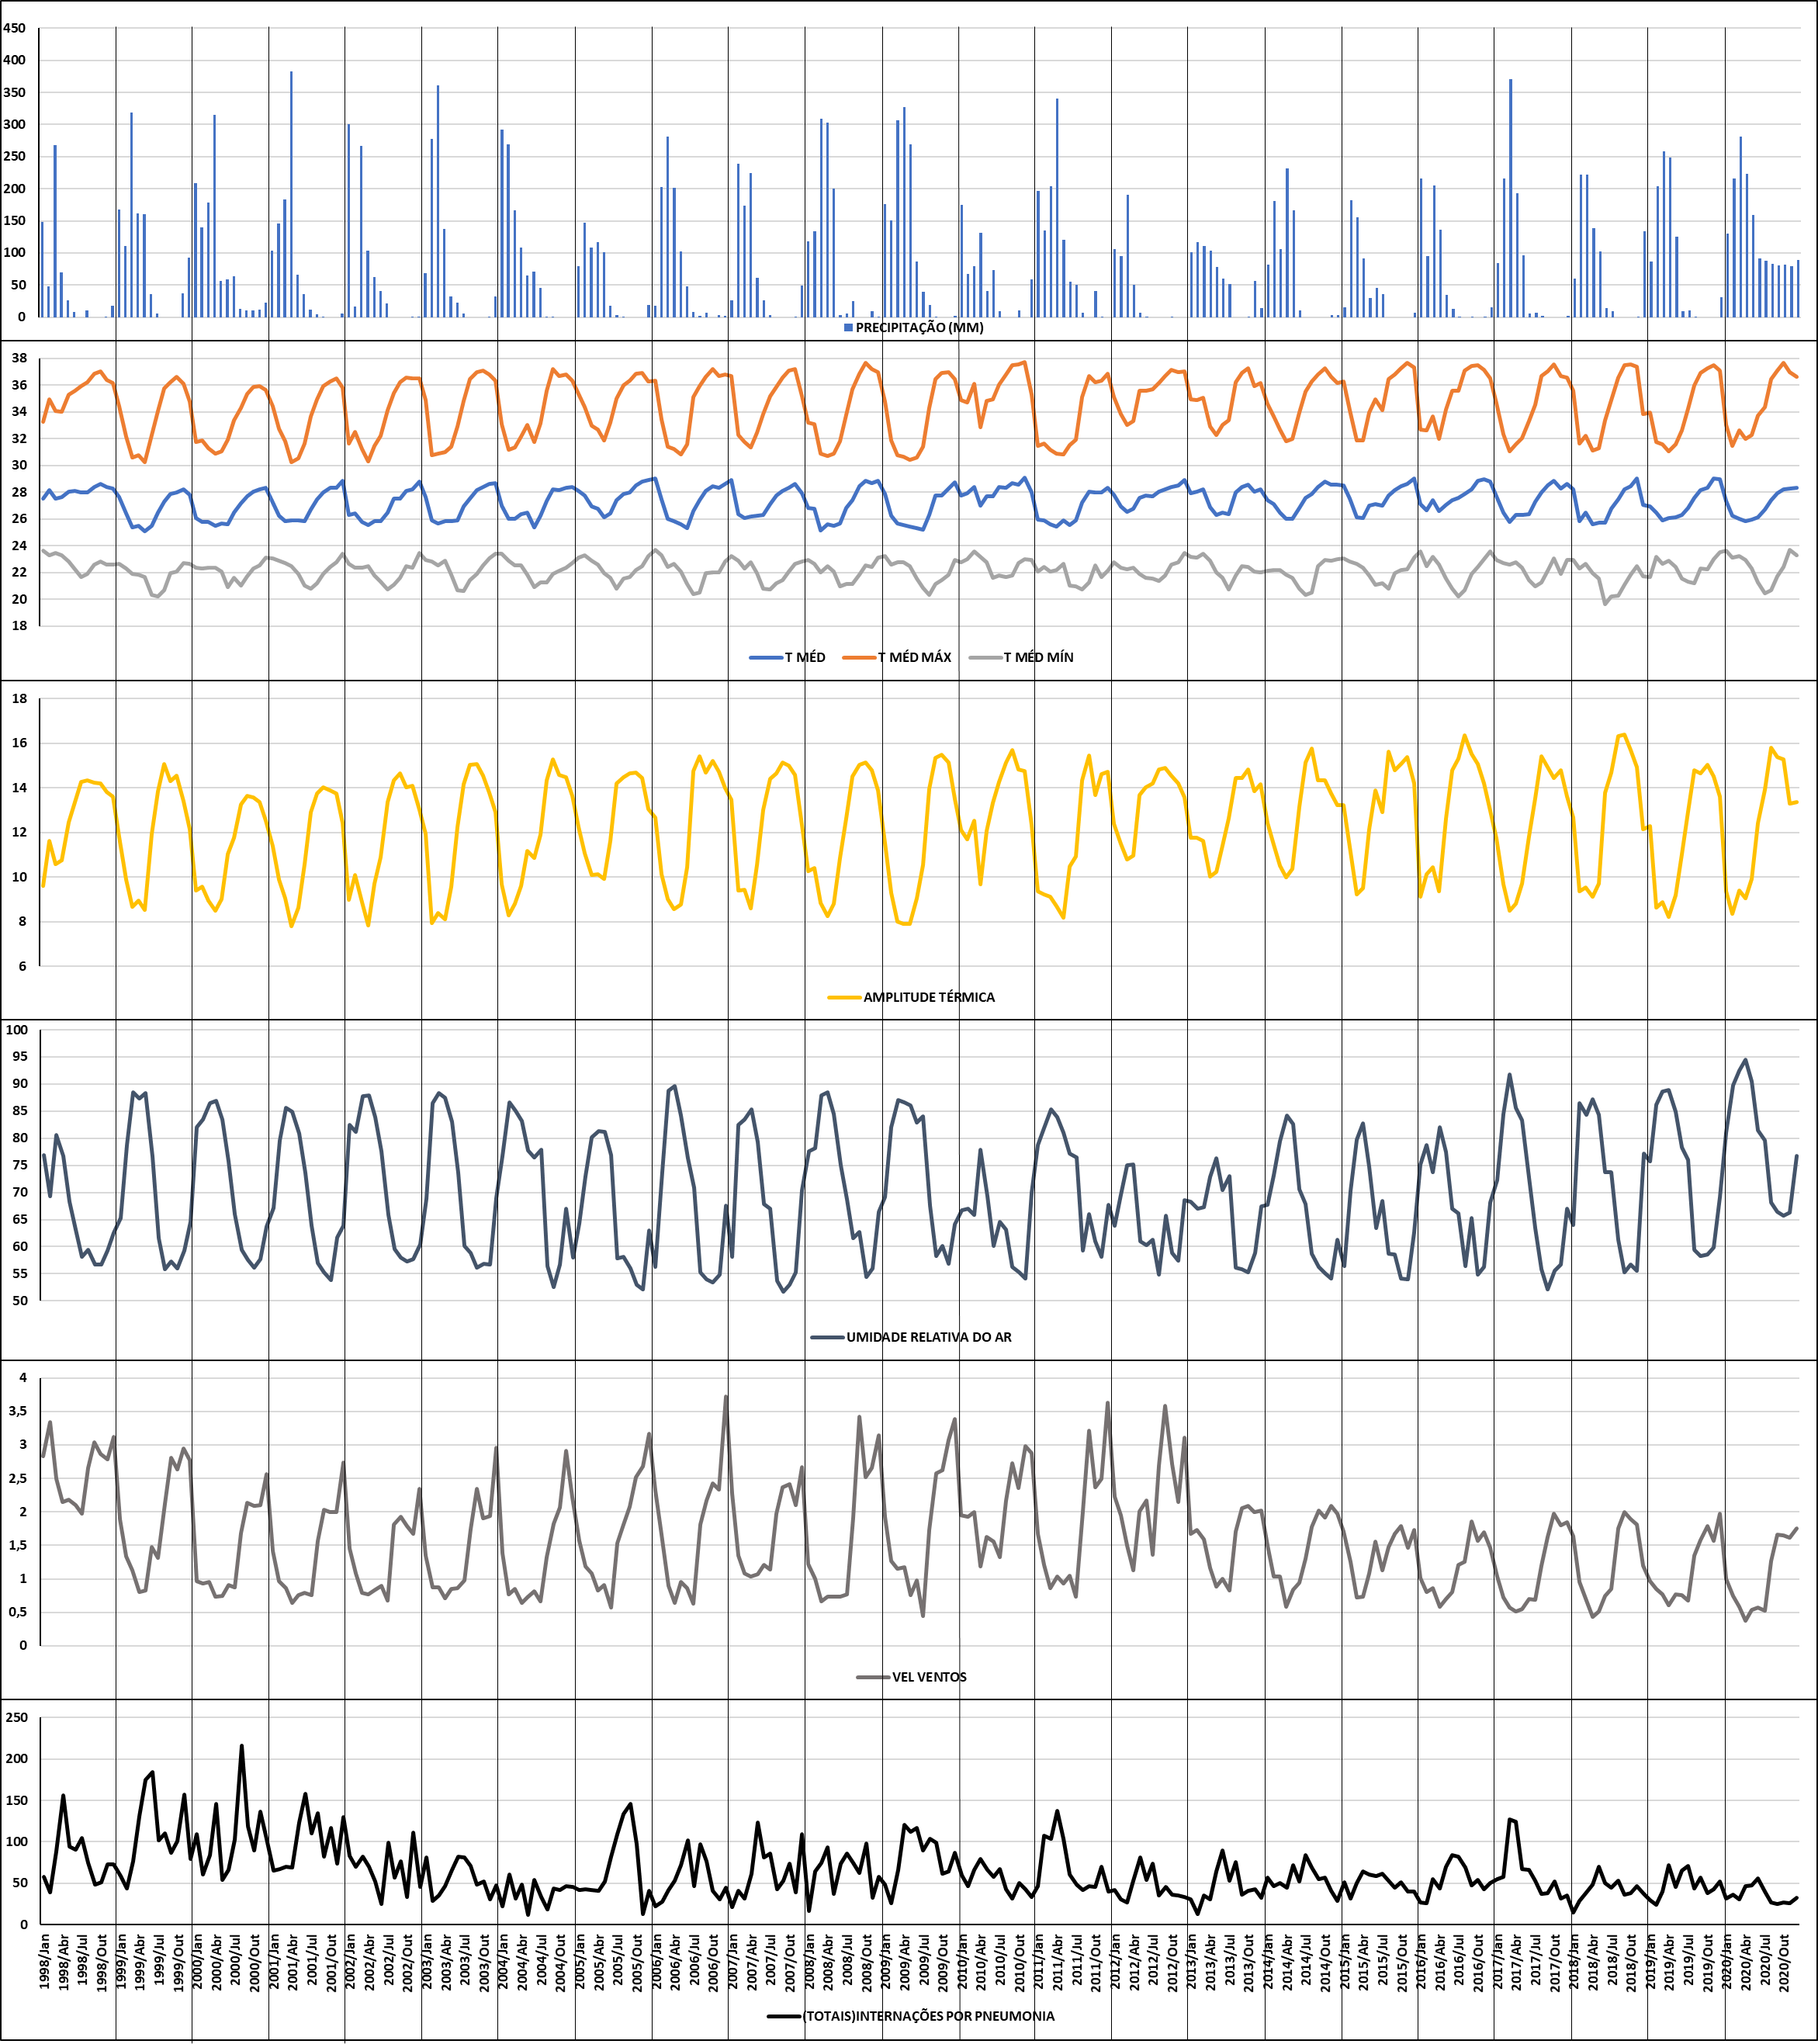 450
400
350
300
250
200
150
100
50
0
PRECIPITAÇÃO (MM)
38
36
34
32
30
28
26
24
22
20
18
T MÉD T MÉD MÁX T MÉD MÍN
18
16
14
12
10
8
6
AMPLITUDE TÉRMICA
100
95
90
85
80
75
70
65
60
55
50
UMIDADE RELATIVA DO AR
4
3,5
3
2,5
2
1,5
1
0,5
0
VEL VENTOS
250
200
150
100
50
0
1998/Jan
1998/Abr
1998/Jul
1998/Out
1999/Jan
1999/Abr
1999/Jul
1999/Out
2000/Jan
2000/Abr
2000/Jul
2000/Out
2001/Jan
2001/Abr
2001/Jul
2001/Out
2002/Jan
2002/Abr
2002/Jul
2002/Out
2003/Jan
2003/Abr
2003/Jul
2003/Out
2004/Jan
2004/Abr
2004/Jul
2004/Out
2005/Jan
2005/Abr
2005/Jul
2005/Out
2006/Jan
2006/Abr
2006/Jul
2006/Out
2007/Jan
2007/Abr
2007/Jul
2007/Out
2008/Jan
2008/Abr
2008/Jul
2008/Out
2009/Jan
2009/Abr
2009/Jul
2009/Out
2010/Jan
2010/Abr
2010/Jul
2010/Out
2011/Jan
2011/Abr
2011/Jul
2011/Out
2012/Jan
2012/Abr
2012/Jul
2012/Out
2013/Jan
2013/Abr
2013/Jul
2013/Out
2014/Jan
2014/Abr
2014/Jul
2014/Out
2015/Jan
2015/Abr
2015/Jul
2015/Out
2016/Jan
2016/Abr
2016/Jul
2016/Out
2017/Jan
2017/Abr
2017/Jul
2017/Out
2018/Jan
2018/Abr
2018/Jul
2018/Out
2019/Jan
2019/Abr
2019/Jul
2019/Out
2020/Jan
2020/Abr
2020/Jul
2020/Out
(TOTAIS)INTERNAÇÕES POR PNEUMONIA